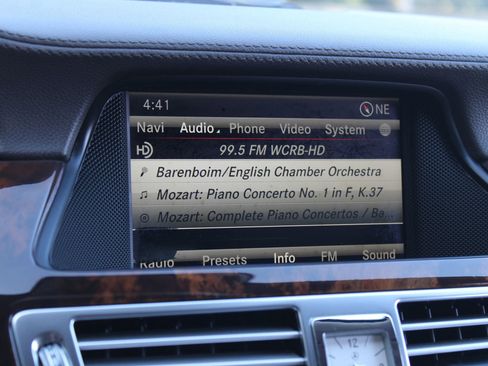 4:41 NE
Navi Audio Phone Video System
HD 99.5 FM WCRB-HD
Barenboim/English Chamber Orchestra
Mozart: Piano Concerto No. 1 in F, K.37
Mozart: Complete Piano Concertos / Ba...
Radio Presets Info FM Sound
12